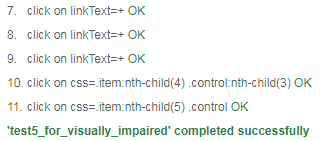 7. click on linkText=+ OK
8. click on linkText=+ OK
9. click on linkText=+ OK
10. click on css=.item:nth-child(4) .control:nth-child(3) OK
11. click on css=.item:nth-child(5) .control OK
'test5_for_visually_impaired' completed successfully